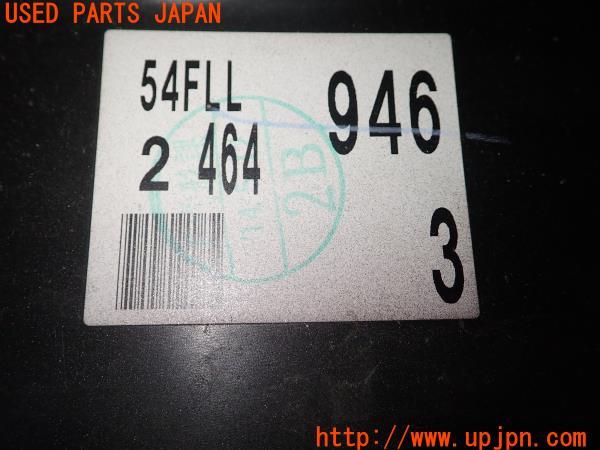 USED PARTS JAPAN
54FLL
946
2 464
2B
3
http://www.upjpn.com/